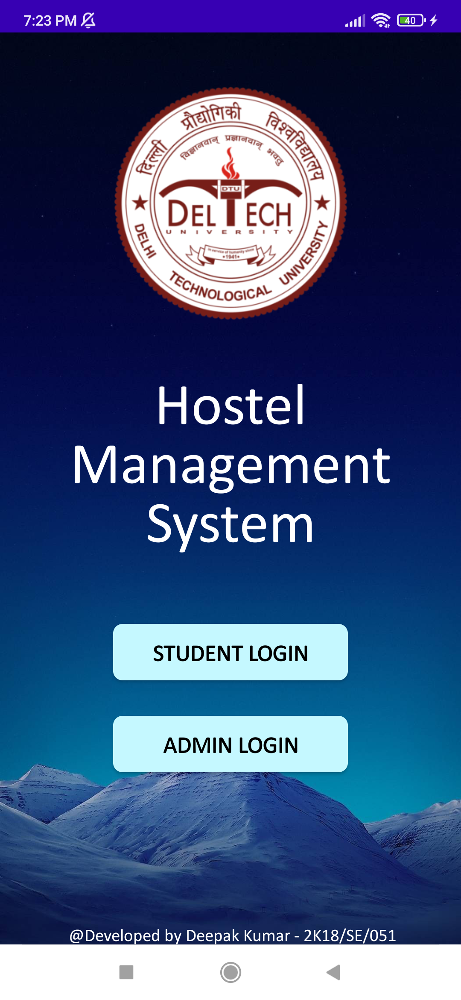 7:23 PM
40
दिल्ली प्रौद्योगिकी विश्वविद्यालय
विज्ञानवान् प्रज्ञानवान् भवतु
DTU
DELTECH
UNIVERSITY
In service of humanity since
•1941•
DELHI TECHNOLOGICAL UNIVERSITY
Hostel
Management
System
STUDENT LOGIN
ADMIN LOGIN
@Developed by Deepak Kumar - 2K18/SE/051